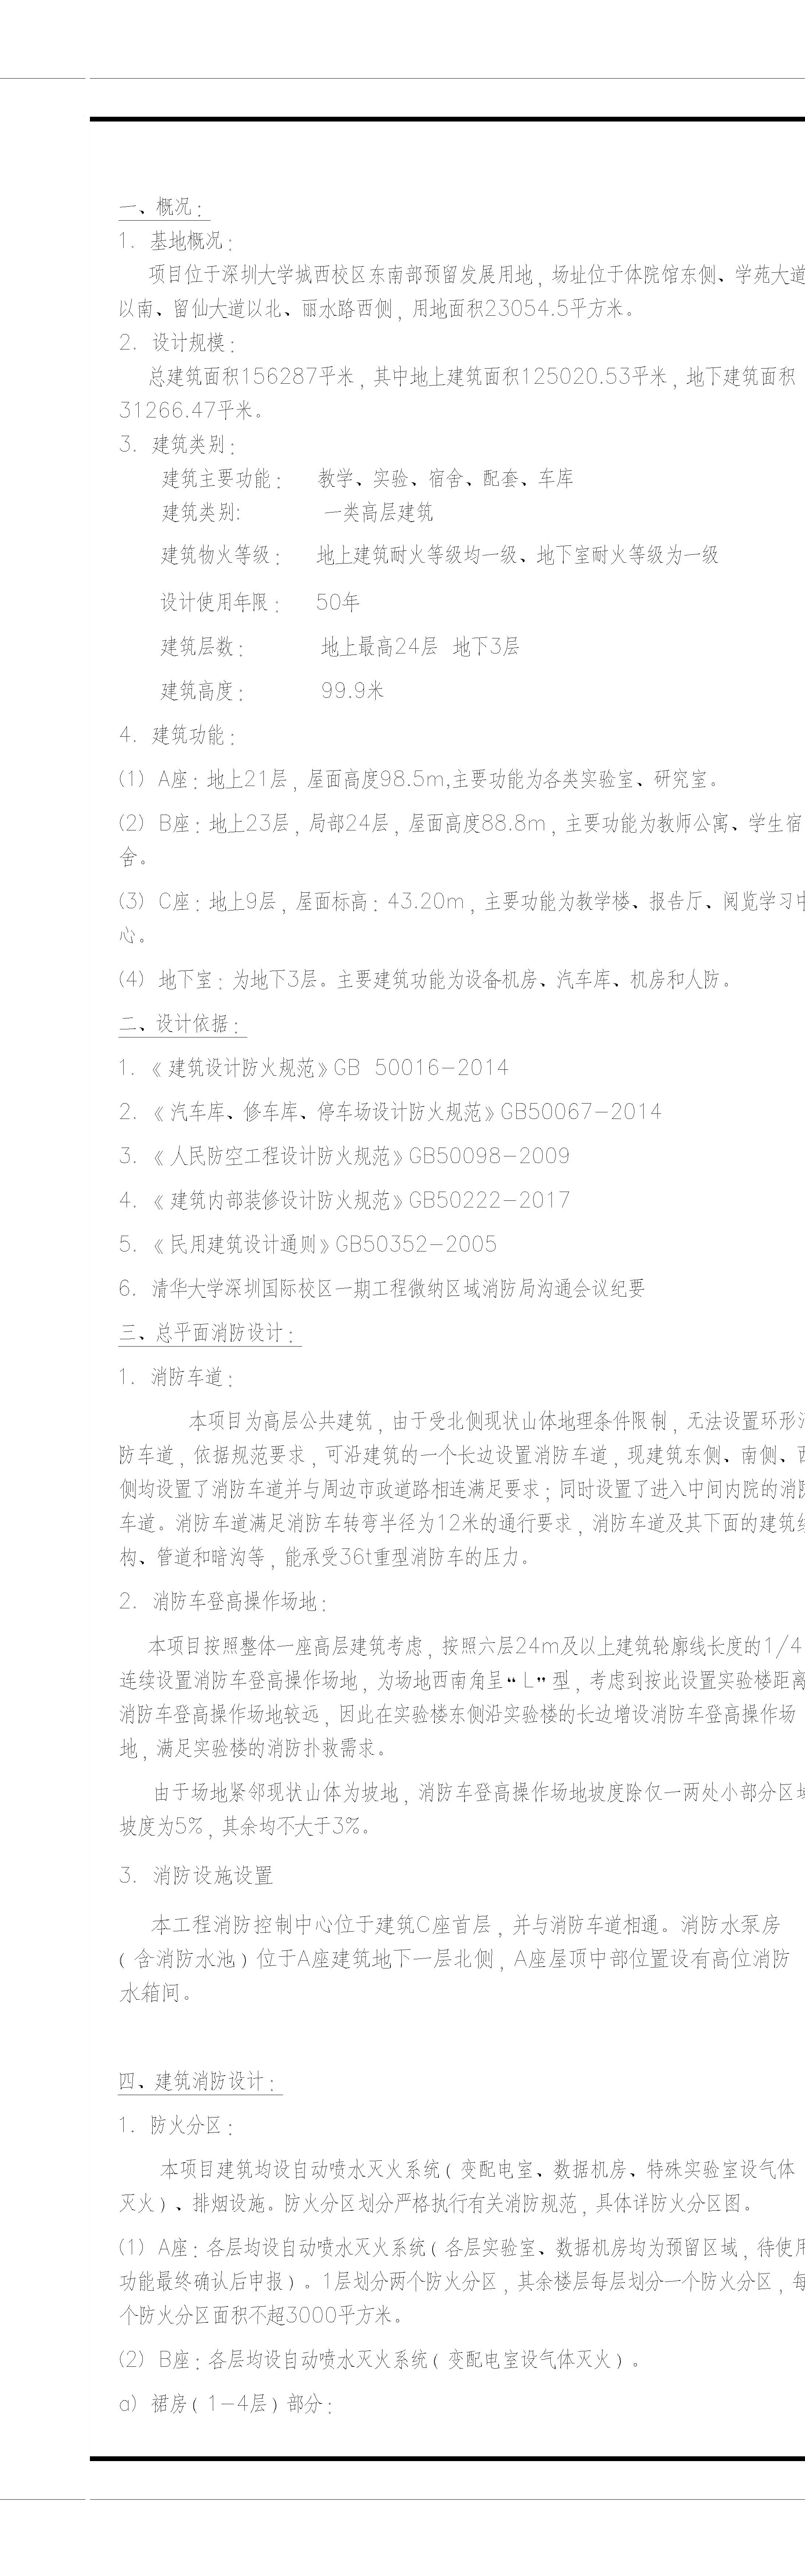 一、概况：
1. 基地概况：
项目位于深圳大学城西校区东南部预留发展用地，场址位于体院馆东侧、学苑大道
以南、留仙大道以北、丽水路西侧，用地面积23054.5平方米。
2. 设计规模：
总建筑面积156287平米，其中地上建筑面积125020.53平米，地下建筑面积
31266.47平米。
3. 建筑类别：
建筑主要功能： 教学、实验、宿舍、配套、车库
建筑类别: 一类高层建筑
建筑物火等级： 地上建筑耐火等级均一级、地下室耐火等级为一级
设计使用年限： 50年
建筑层数： 地上最高24层 地下3层
建筑高度： 99.9米
4. 建筑功能：
(1) A座：地上21层，屋面高度98.5m,主要功能为各类实验室、研究室。
(2) B座：地上23层，局部24层，屋面高度88.8m，主要功能为教师公寓、学生宿
舍。
(3) C座：地上9层，屋面标高：43.20m，主要功能为教学楼、报告厅、阅览学习中
心。
(4) 地下室：为地下3层。主要建筑功能为设备机房、汽车库、机房和人防。
二、设计依据：
1. 《建筑设计防火规范》GB 50016-2014
2. 《汽车库、修车库、停车场设计防火规范》GB50067-2014
3. 《人民防空工程设计防火规范》GB50098-2009
4. 《建筑内部装修设计防火规范》GB50222-2017
5. 《民用建筑设计通则》GB50352-2005
6. 清华大学深圳国际校区一期工程微纳区域消防局沟通会议纪要
三、总平面消防设计：
1. 消防车道：
本项目为高层公共建筑，由于受北侧现状山体地理条件限制，无法设置环形消
防车道，依据规范要求，可沿建筑的一个长边设置消防车道，现建筑东侧、南侧、西
侧均设置了消防车道并与周边市政道路相连满足要求；同时设置了进入中间内院的消防
车道。消防车道满足消防车转弯半径为12米的通行要求，消防车道及其下面的建筑结
构、管道和暗沟等，能承受36t重型消防车的压力。
2. 消防车登高操作场地：
本项目按照整体一座高层建筑考虑，按照六层24m及以上建筑轮廓线长度的1/4
连续设置消防车登高操作场地，为场地西南角呈“L”型，考虑到按此设置实验楼距离
消防车登高操作场地较远，因此在实验楼东侧沿实验楼的长边增设消防车登高操作场
地，满足实验楼的消防扑救需求。
由于场地紧邻现状山体为坡地，消防车登高操作场地坡度除仅一两处小部分区域
坡度为5%，其余均不大于3%。
3. 消防设施设置
本工程消防控制中心位于建筑C座首层，并与消防车道相通。消防水泵房
（含消防水池）位于A座建筑地下一层北侧，A座屋顶中部位置设有高位消防
水箱间。
四、建筑消防设计：
1. 防火分区：
本项目建筑均设自动喷水灭火系统（变配电室、数据机房、特殊实验室设气体
灭火）、排烟设施。防火分区划分严格执行有关消防规范，具体详防火分区图。
(1) A座：各层均设自动喷水灭火系统（各层实验室、数据机房均为预留区域，待使用
功能最终确认后申报）。1层划分两个防火分区，其余楼层每层划分一个防火分区，每
个防火分区面积不超3000平方米。
(2) B座：各层均设自动喷水灭火系统（变配电室设气体灭火）。
a) 裙房（1-4层）部分：